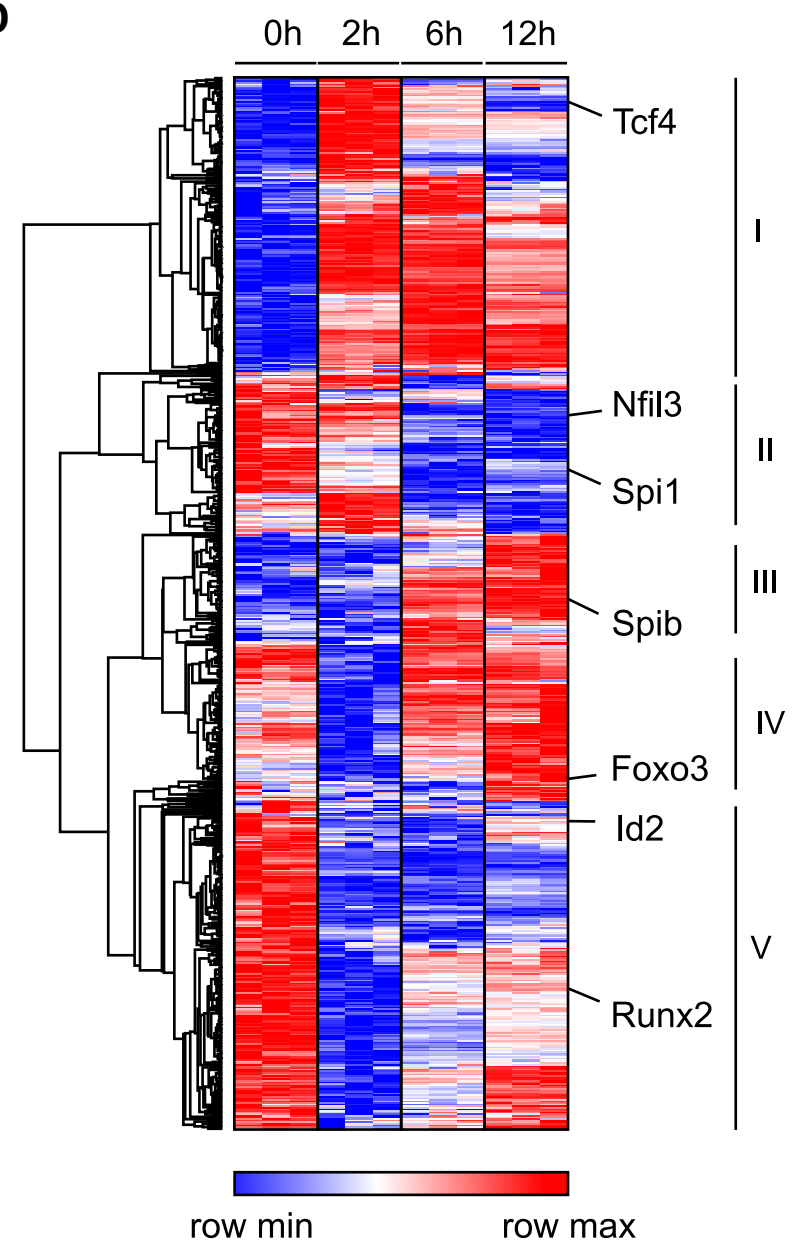 0h 2h 6h 12h
Tcf4
I
Nfil3
II
Spi1
III
Spib
IV
Foxo3
Id2
V
Runx2
row min row max